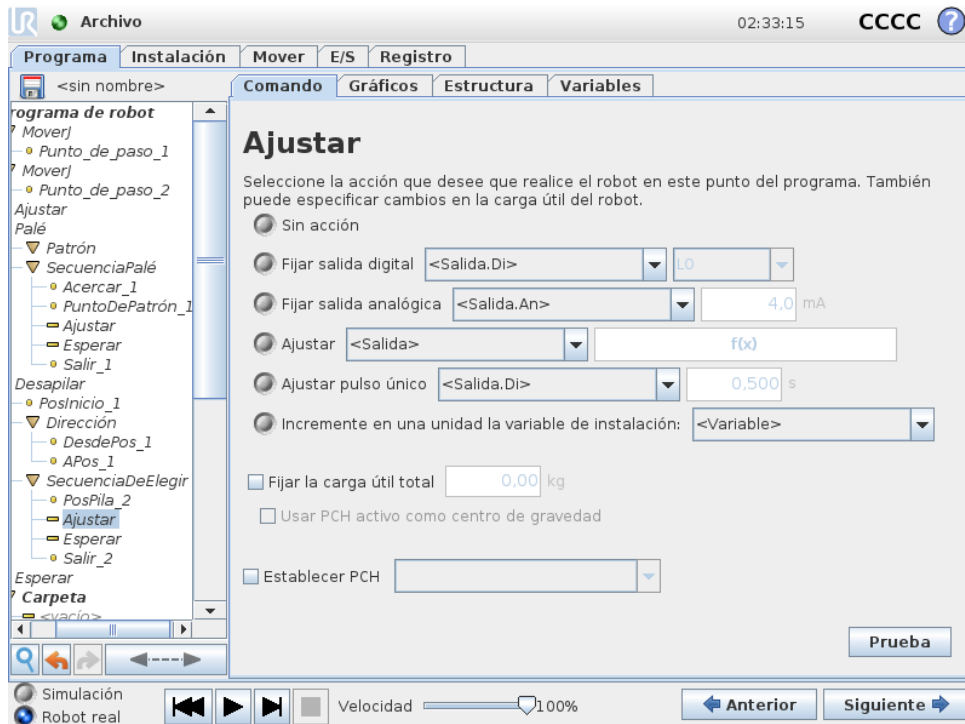 UR Archivo 02:33:15 CCCC ?
Programa Instalación Mover E/S Registro
<sin nombre>
Comando Gráficos Estructura Variables
rograma de robot
MoverJ
Punto_de_paso_1
MoverJ
Punto_de_paso_2
Ajustar
Palé
Patrón
SecuenciaPalé
Acercar_1
PuntoDePatrón_1
Ajustar
Esperar
Salir_1
Desapilar
PosInicio_1
Dirección
DesdePos_1
APos_1
SecuenciaDeElegir
PosPila_2
Ajustar
Esperar
Salir_2
Esperar
Carpeta
<vacío>
Ajustar
Seleccione la acción que desee que realice el robot en este punto del programa. También
puede especificar cambios en la carga útil del robot.
Sin acción
Fijar salida digital <Salida.Di> LO
Fijar salida analógica <Salida.An> 4,0 mA
Ajustar <Salida> f(x)
Ajustar pulso único <Salida.Di> 0,500 s
Incremente en una unidad la variable de instalación: <Variable>
Fijar la carga útil total 0,00 kg
Usar PCH activo como centro de gravedad
Establecer PCH
Prueba
Simulación
Robot real
Velocidad 100%
Anterior Siguiente